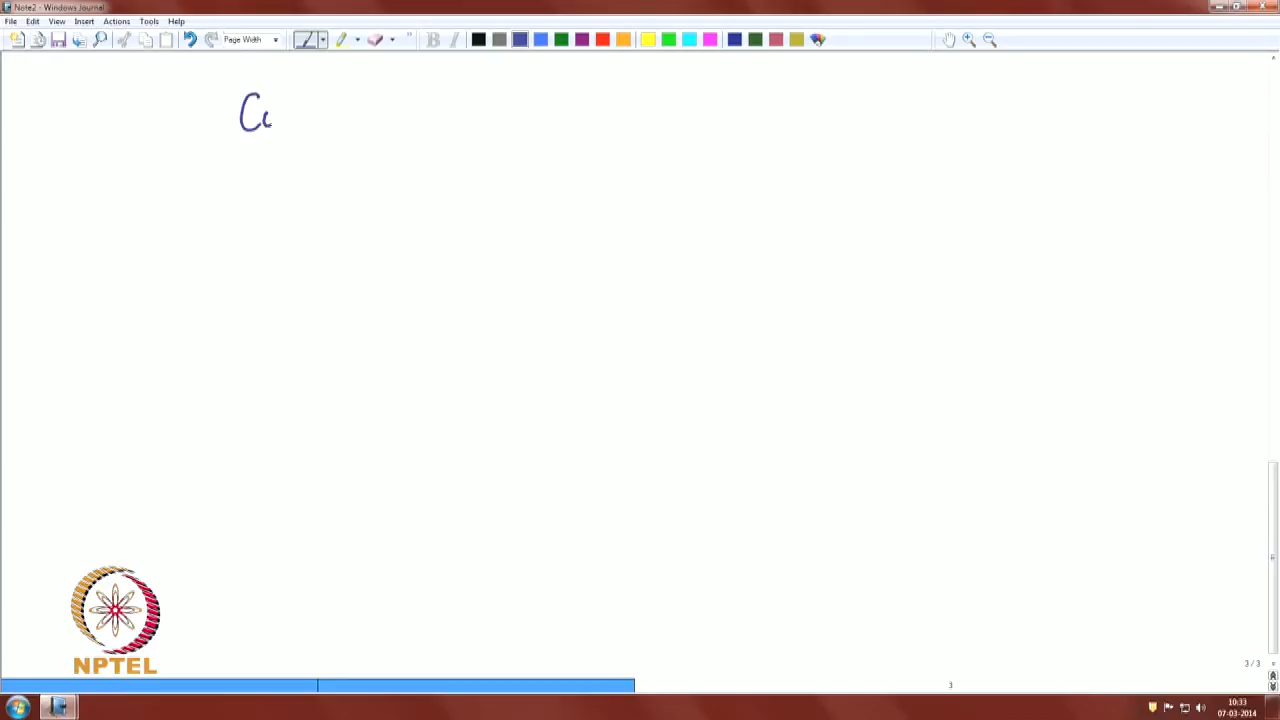 Note2 - Windows Journal
File Edit View Insert Actions Tools Help
Page Width
B I
C
NPTEL
3 / 3
3
10:33
07-03-2014